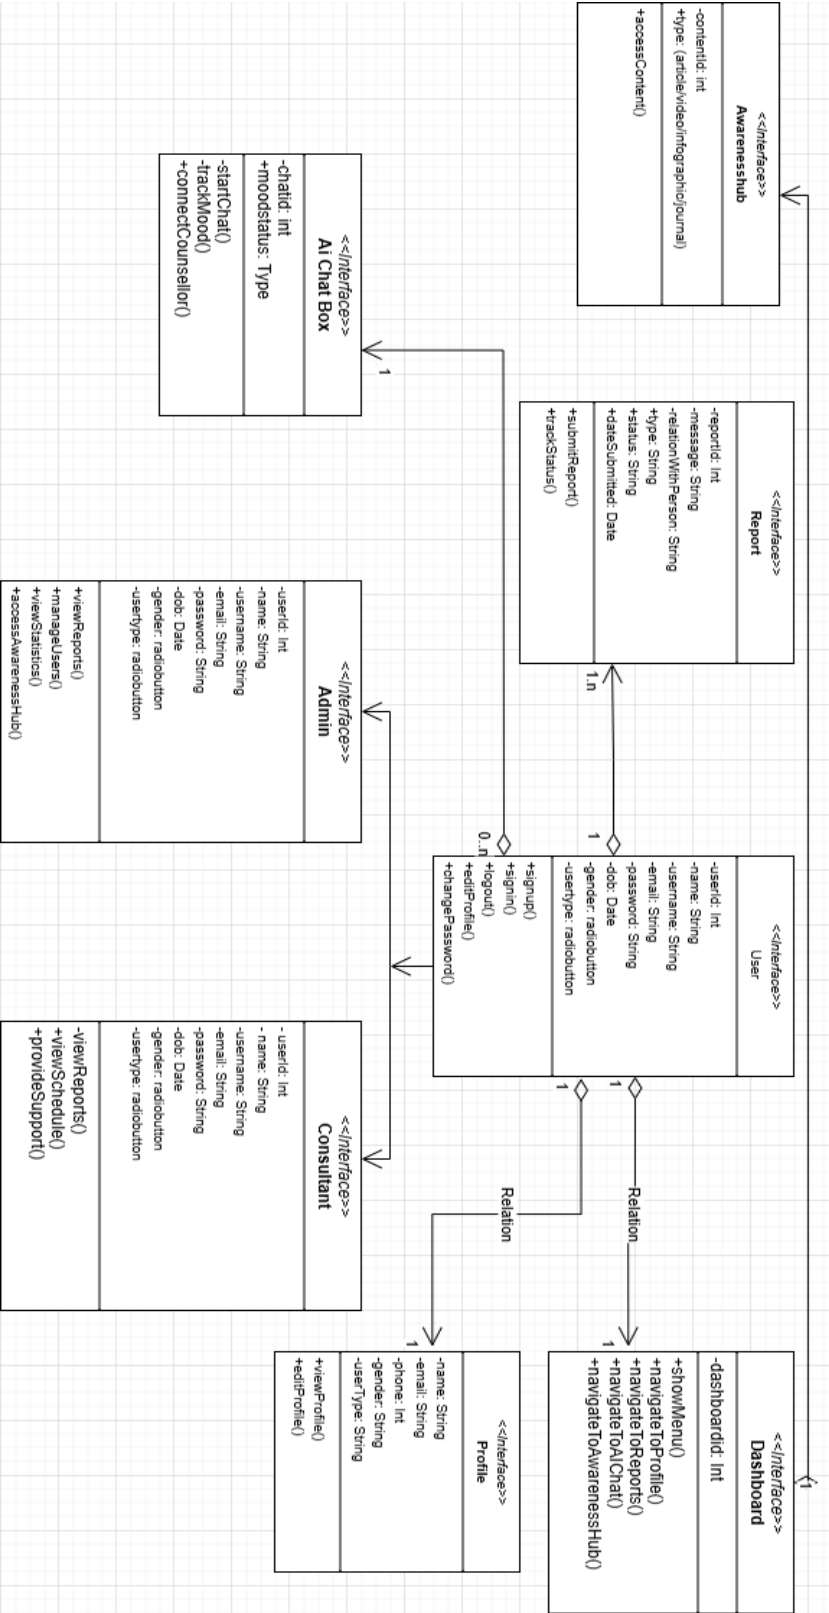 <<Interface>>
Awarenesshub
-contentId: int
+type: (article/video/infographic/journal)
+accessContent()
<<Interface>>
Report
-reportId: Int
-message: String
-relationWithPerson: String
+type: String
+status: String
+dateSubmitted: Date
+submitReport()
+trackStatus()
1.n
1
<<Interface>>
User
-userId: Int
-name: String
-username: String
-email: String
-password: String
-dob: Date
-gender: radiobutton
-usertype: radiobutton
+signup()
+signin()
+logout()
+editProfile()
+changePassword()
0..n
1
1
Relation
1
Relation
1
1
<<Interface>>
Dashboard
-dashboardid: Int
+showMenu()
+navigateToProfile()
+navigateToReports()
+navigateToAIChat()
+navigateToAwarenessHub()
1
<<Interface>>
Ai Chat Box
-chatid: int
+moodstatus: Type
-startChat()
-trackMood()
+connectCounsellor()
1
<<Interface>>
Admin
-userId: Int
-name: String
-username: String
-email: String
-password: String
-dob: Date
-gender: radiobutton
-usertype: radiobutton
+viewReports()
+manageUsers()
+viewStatistics()
+accessAwarenessHub()
<<Interface>>
Consultant
- userId: Int
- name: String
-username: String
-email: String
-password: String
-dob: Date
-gender: radiobutton
-usertype: radiobutton
-viewReports()
+viewSchedule()
+provideSupport()
<<Interface>>
Profile
-name: String
-email: String
-phone: Int
-gender: String
-userType: String
+viewProfile()
+editProfile()